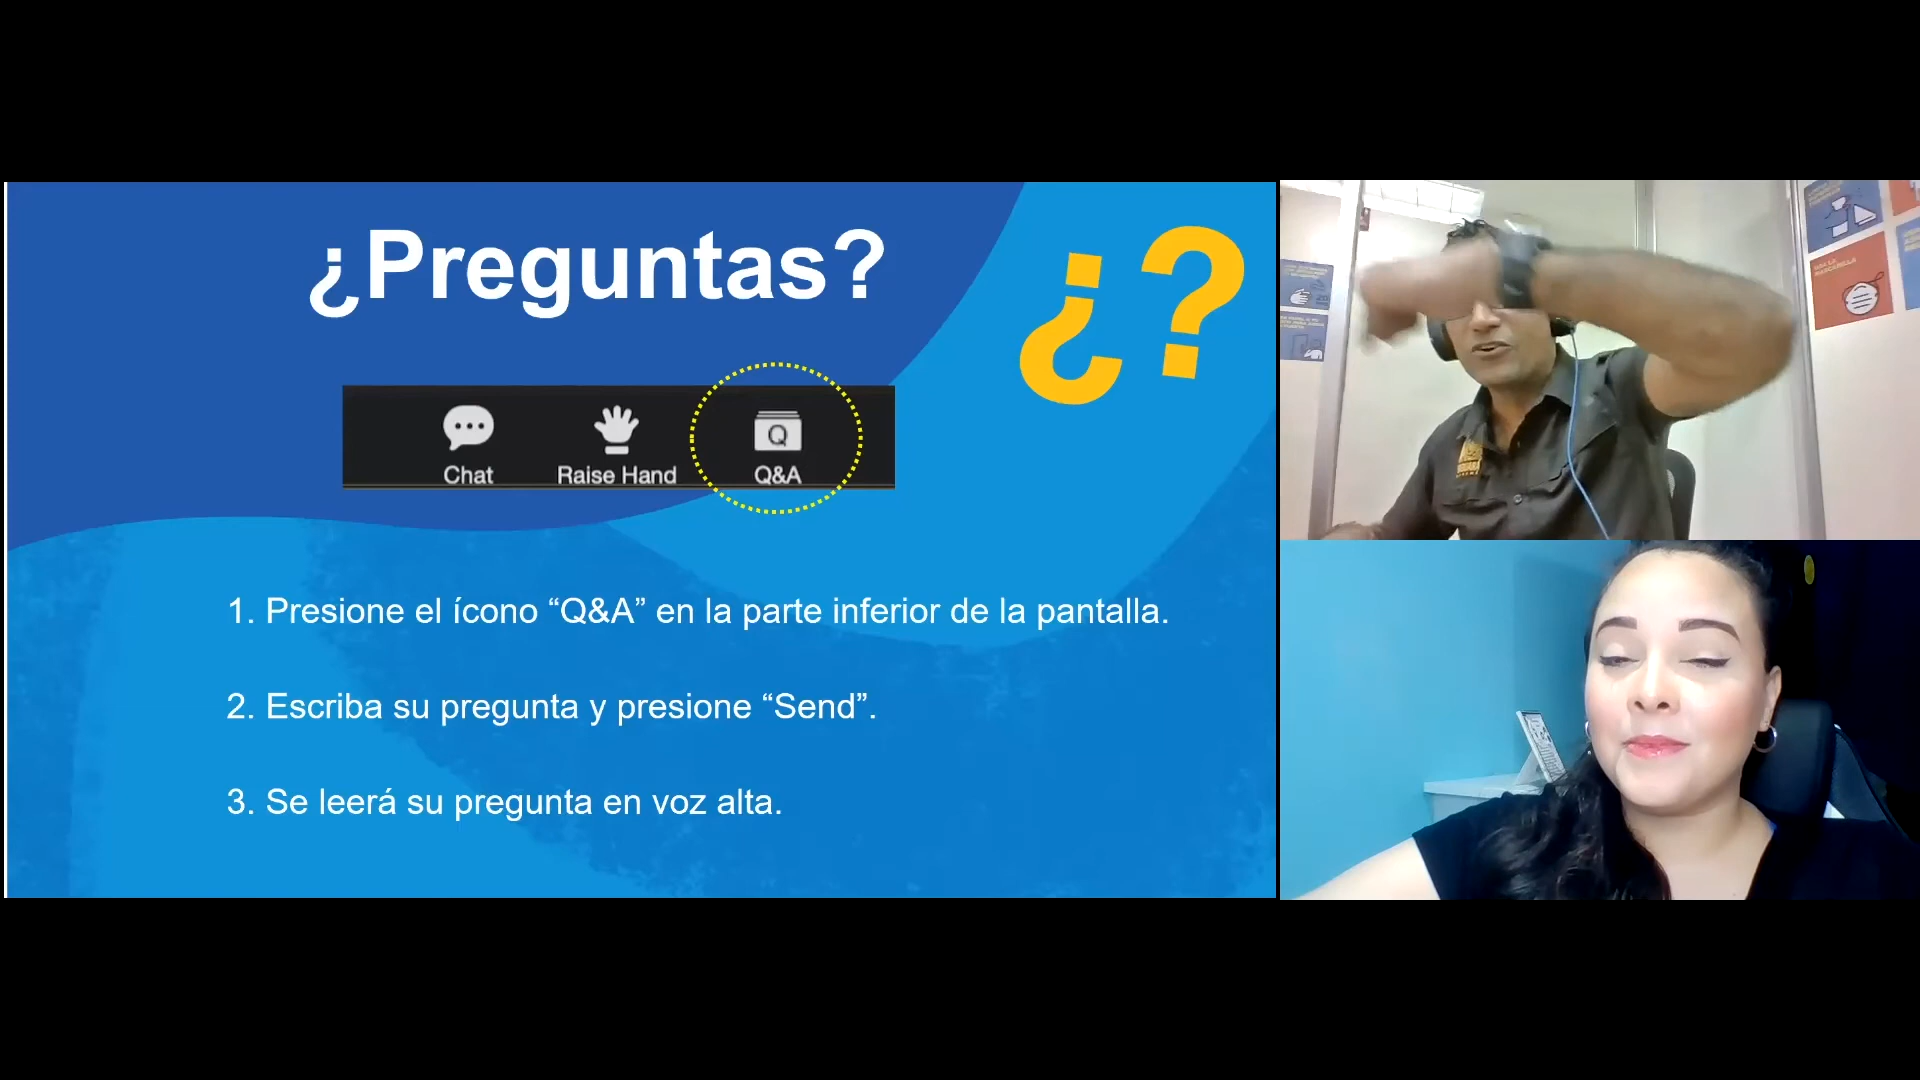 ¿Preguntas?
¿?
Chat
Raise Hand
Q&A
1. Presione el ícono “Q&A” en la parte inferior de la pantalla.
2. Escriba su pregunta y presione “Send”.
3. Se leerá su pregunta en voz alta.